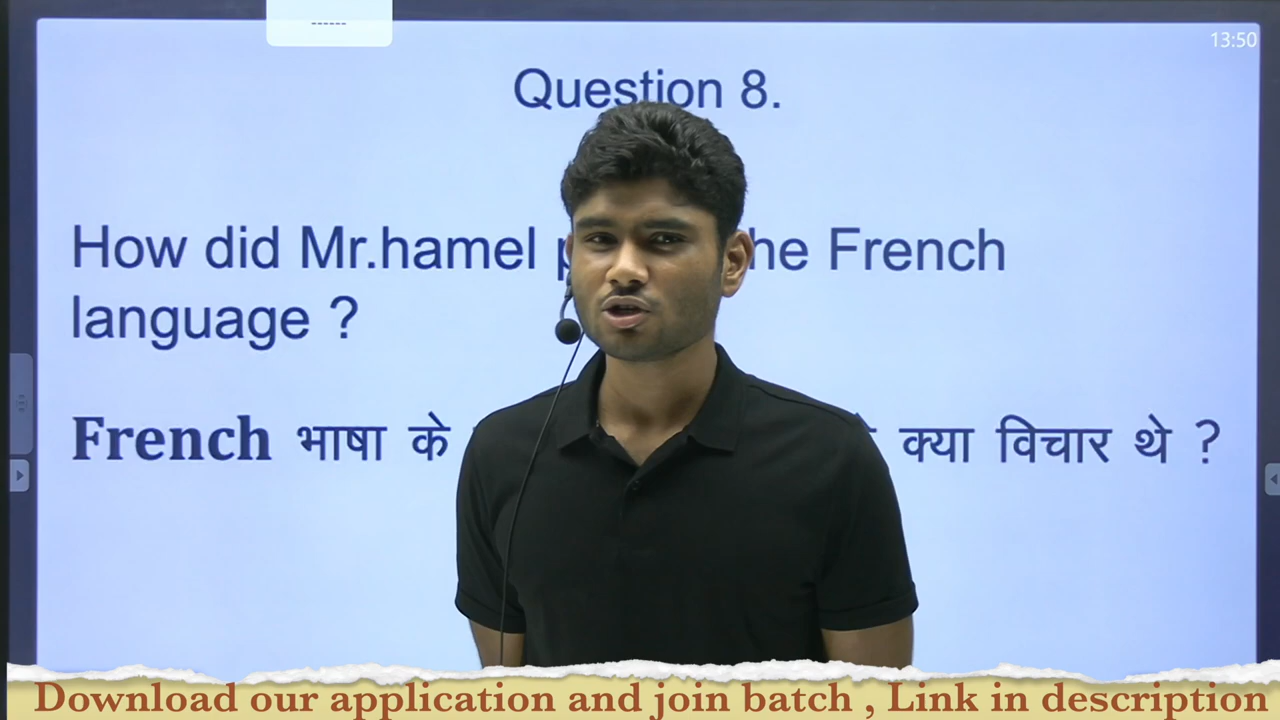 ------
13:50
Question 8.
How did Mr.hamel he French
language ?
French भाषा के क्या विचार थे ?
Download our application and join batch , Link in description